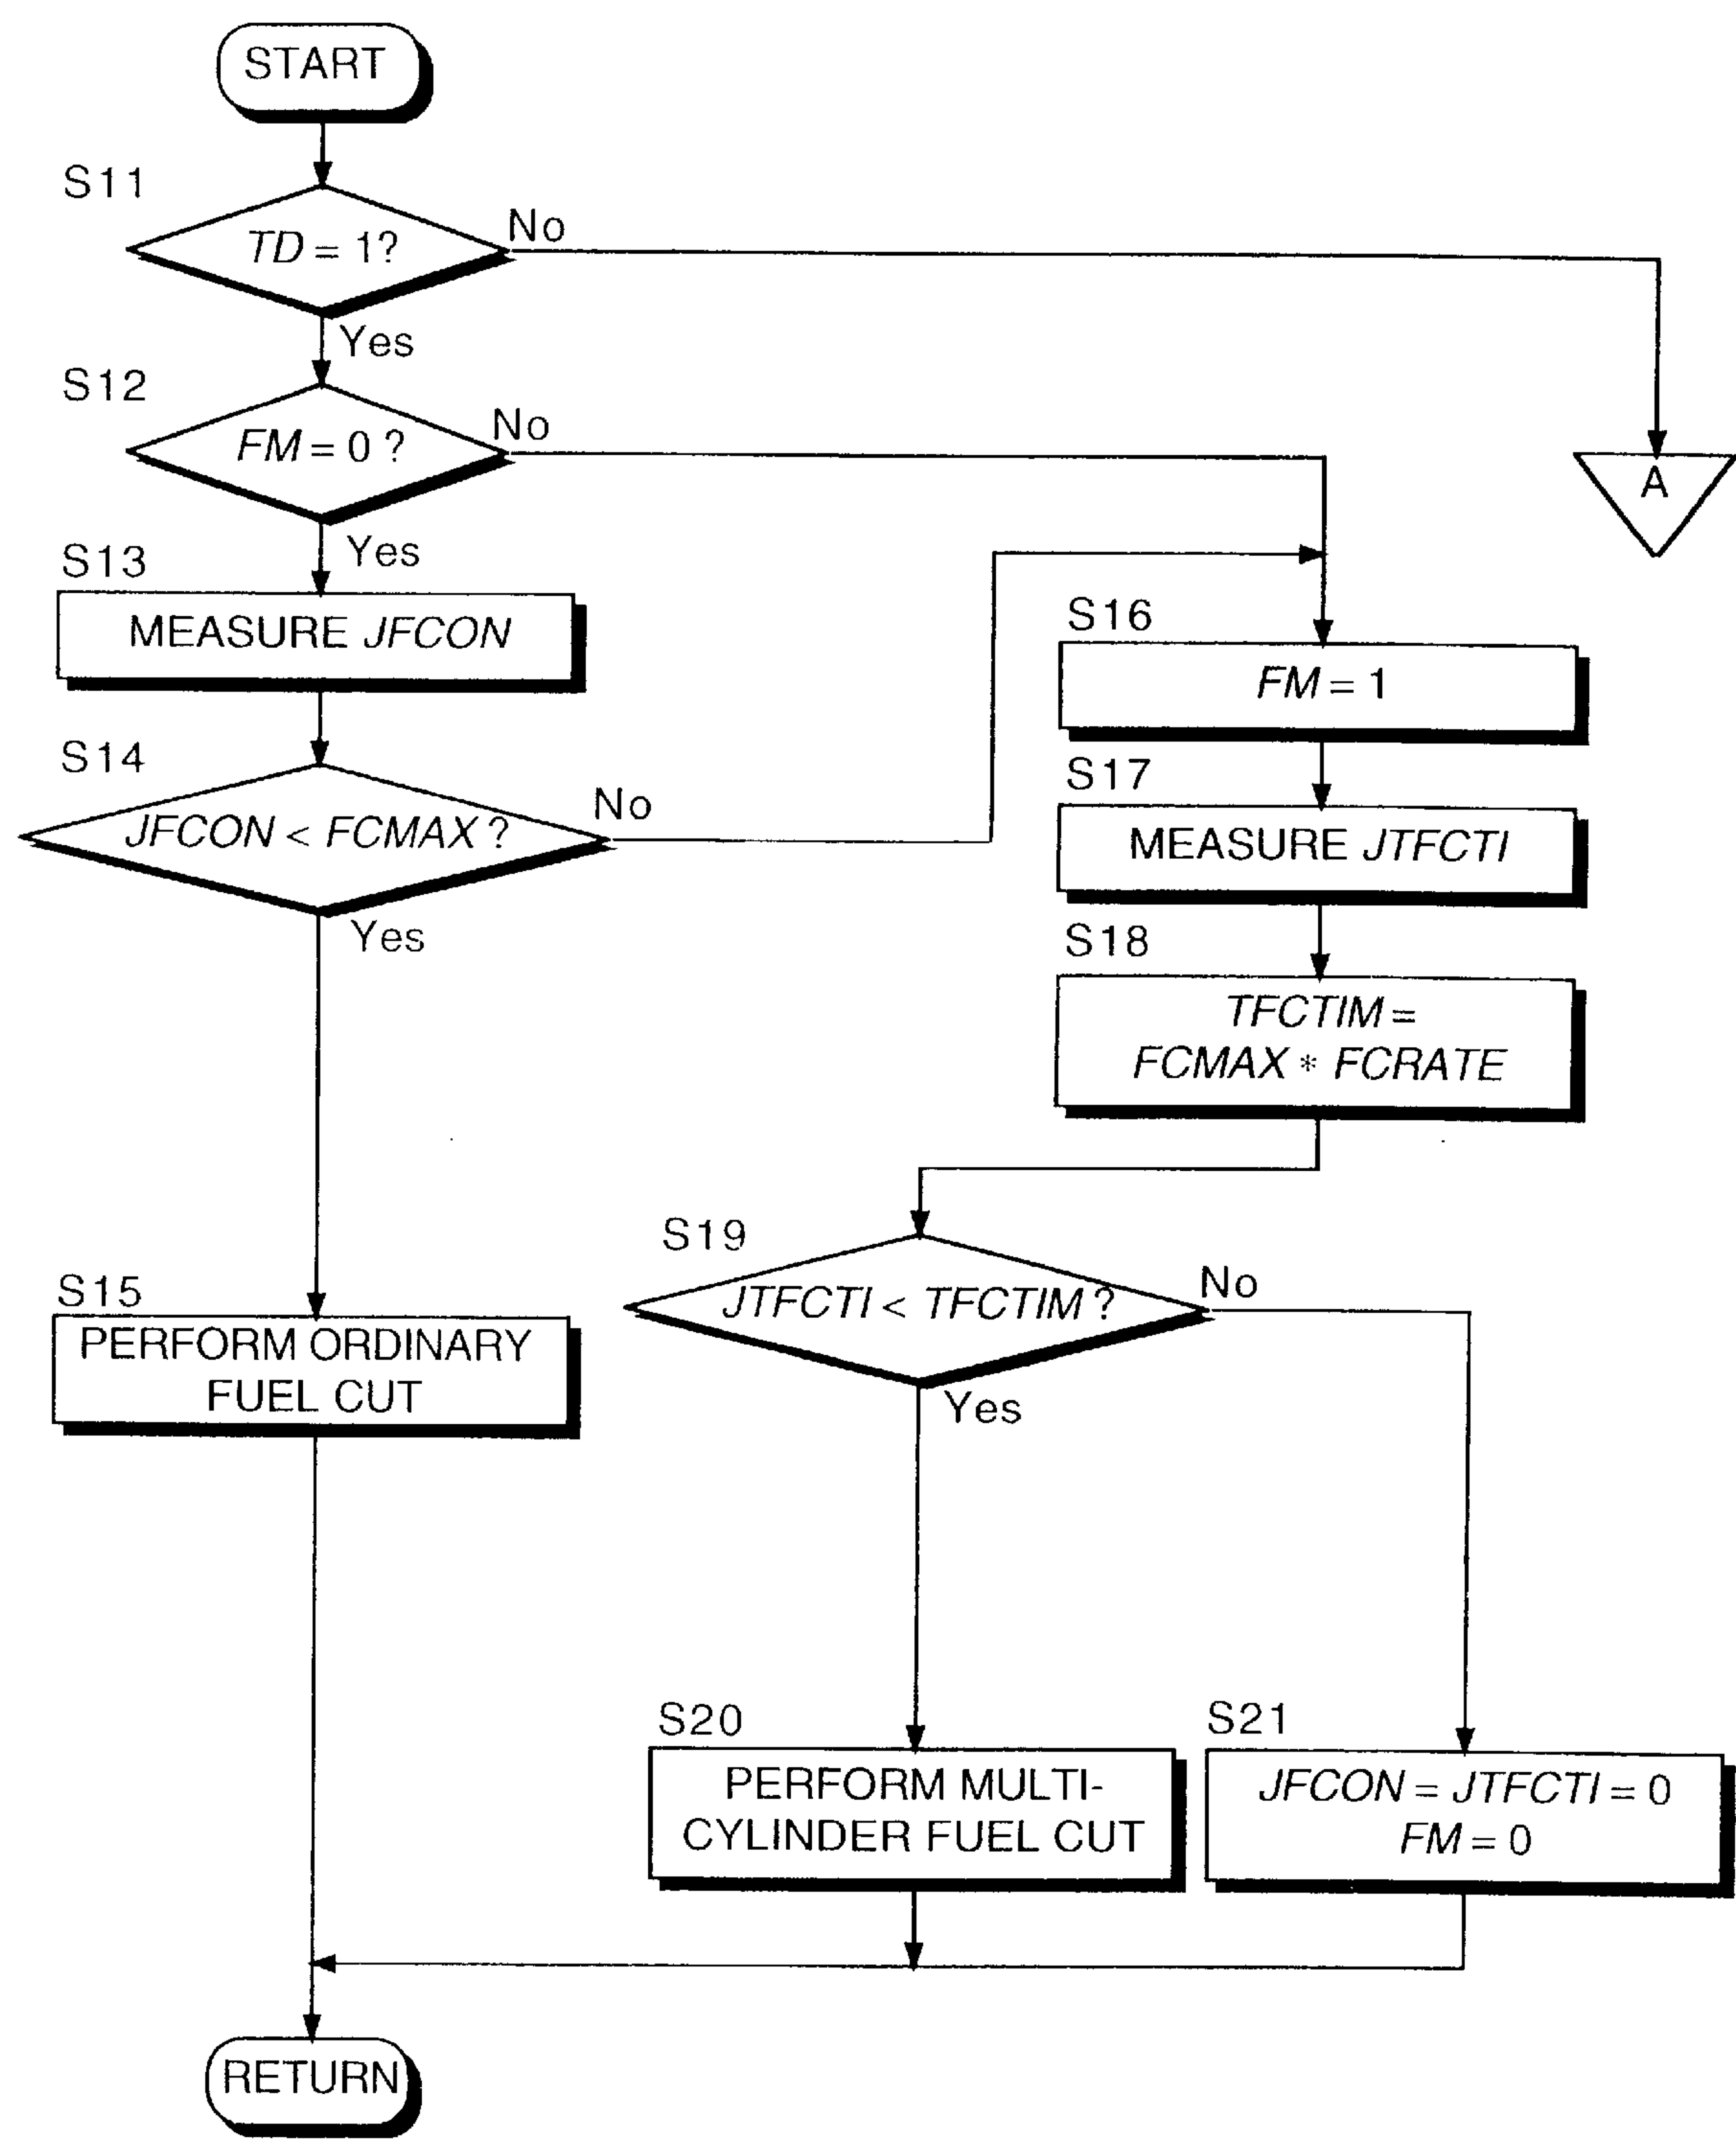 START
S11
TD = 1?
No
Yes
S12
FM = 0 ?
No
A
Yes
S13
MEASURE JFCON
S16
FM = 1
S14
JFCON < FCMAX ?
No
Yes
S17
MEASURE JTFCTI
S18
TFCTIM =
FCMAX * FCRATE
S19
JTFCTI < TFCTIM ?
No
Yes
S15
PERFORM ORDINARY
FUEL CUT
S20
PERFORM MULTI-
CYLINDER FUEL CUT
S21
JFCON = JTFCTI = 0
FM = 0
RETURN